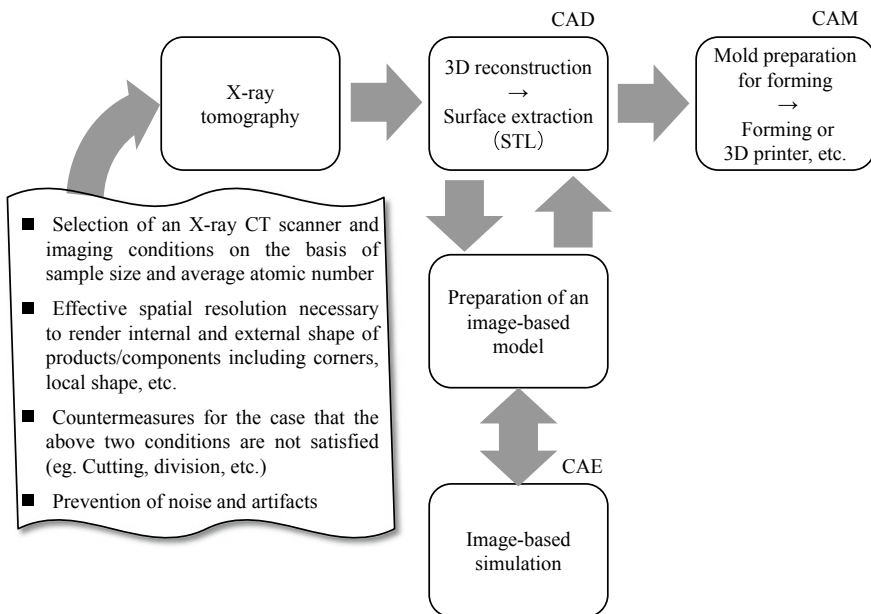 CAD
CAM
X-ray
tomography
3D reconstruction
→
Surface extraction
(STL)
Mold preparation
for forming
→
Forming or
3D printer, etc.
■ Selection of an X-ray CT scanner and
imaging conditions on the basis of
sample size and average atomic number
■ Effective spatial resolution necessary
to render internal and external shape of
products/components including corners,
local shape, etc.
■ Countermeasures for the case that the
above two conditions are not satisfied
(eg. Cutting, division, etc.)
■ Prevention of noise and artifacts
Preparation of an
image-based
model
CAE
Image-based
simulation